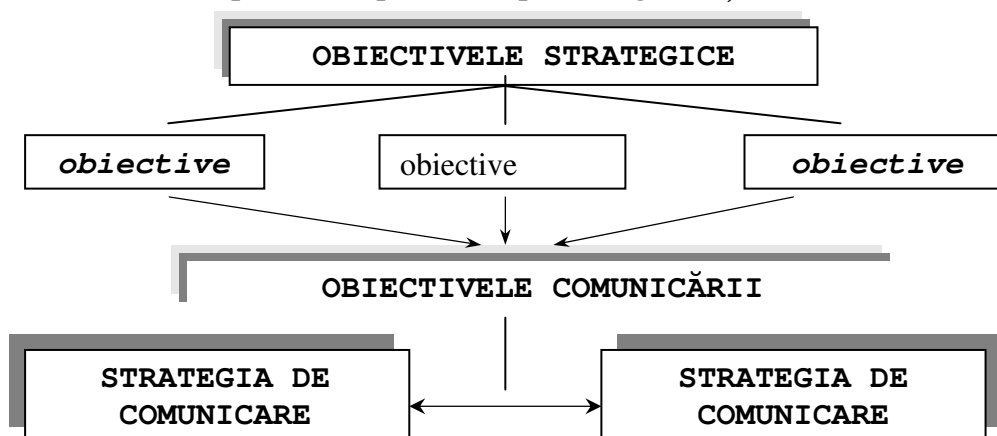 OBIECTIVELE STRATEGICE
obiective
obiective
obiective
OBIECTIVELE COMUNICĂRII
STRATEGIA DE
COMUNICARE
STRATEGIA DE
COMUNICARE